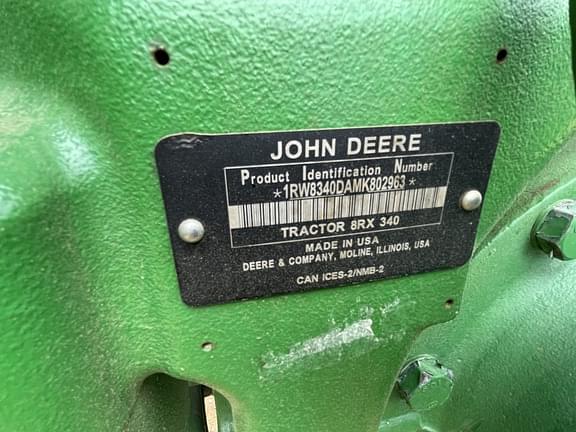 JOHN DEERE
Product Identification Number
*1RW8340DAMK802963*
TRACTOR 8RX 340
MADE IN USA
DEERE & COMPANY, MOLINE, ILLINOIS, USA
CAN ICES-2/NMB-2